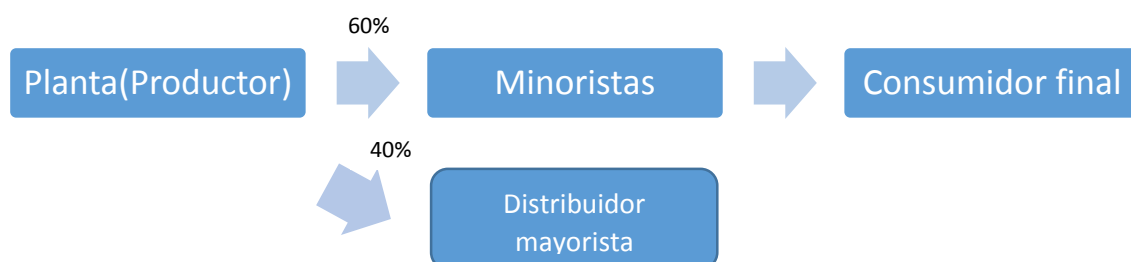 60%
Planta(Productor)
Minoristas
Consumidor final
40%
Distribuidor
mayorista